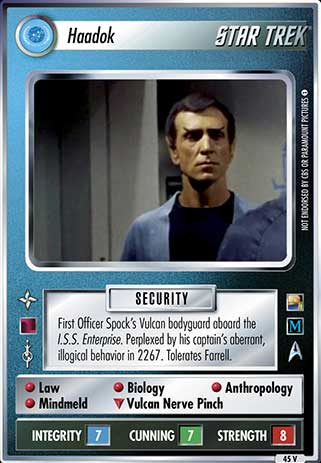 Haadok
STAR TREK
NOT ENDORSED BY CBS OR PARAMOUNT PICTURES
SECURITY
First Officer Spock's Vulcan bodyguard aboard the
I.S.S. Enterprise. Perplexed by his captain's aberrant,
illogical behavior in 2267. Tolerates Farrell.
M
Law
Biology
Anthropology
Mindmeld
Vulcan Nerve Pinch
INTEGRITY 7 CUNNING 7 STRENGTH 8
45 V